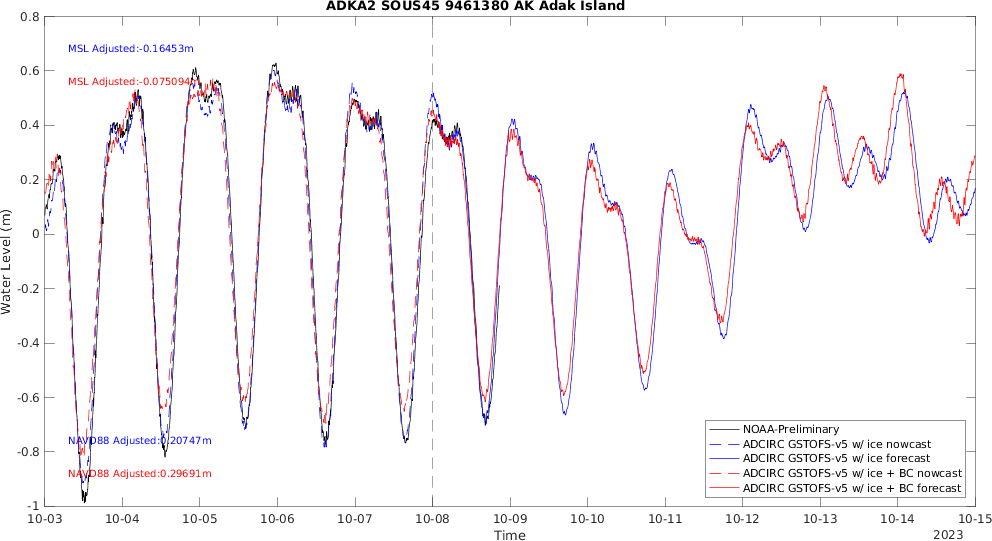 ADKA2 SOUS45 9461380 AK Adak Island
0.8
0.6
0.4
0.2
0
-0.2
-0.4
-0.6
-0.8
-1
Water Level (m)
MSL Adjusted:-0.16453m
MSL Adjusted:-0.075094m
NAVD88 Adjusted:0.20747m
NAVD88 Adjusted:0.29691m
NOAA-Preliminary
ADCIRC GSTOFS-v5 w/ ice nowcast
ADCIRC GSTOFS-v5 w/ ice forecast
ADCIRC GSTOFS-v5 w/ ice + BC nowcast
ADCIRC GSTOFS-v5 w/ ice + BC forecast
10-03 10-04 10-05 10-06 10-07 10-08 10-09 10-10 10-11 10-12 10-13 10-14 10-15
Time
2023